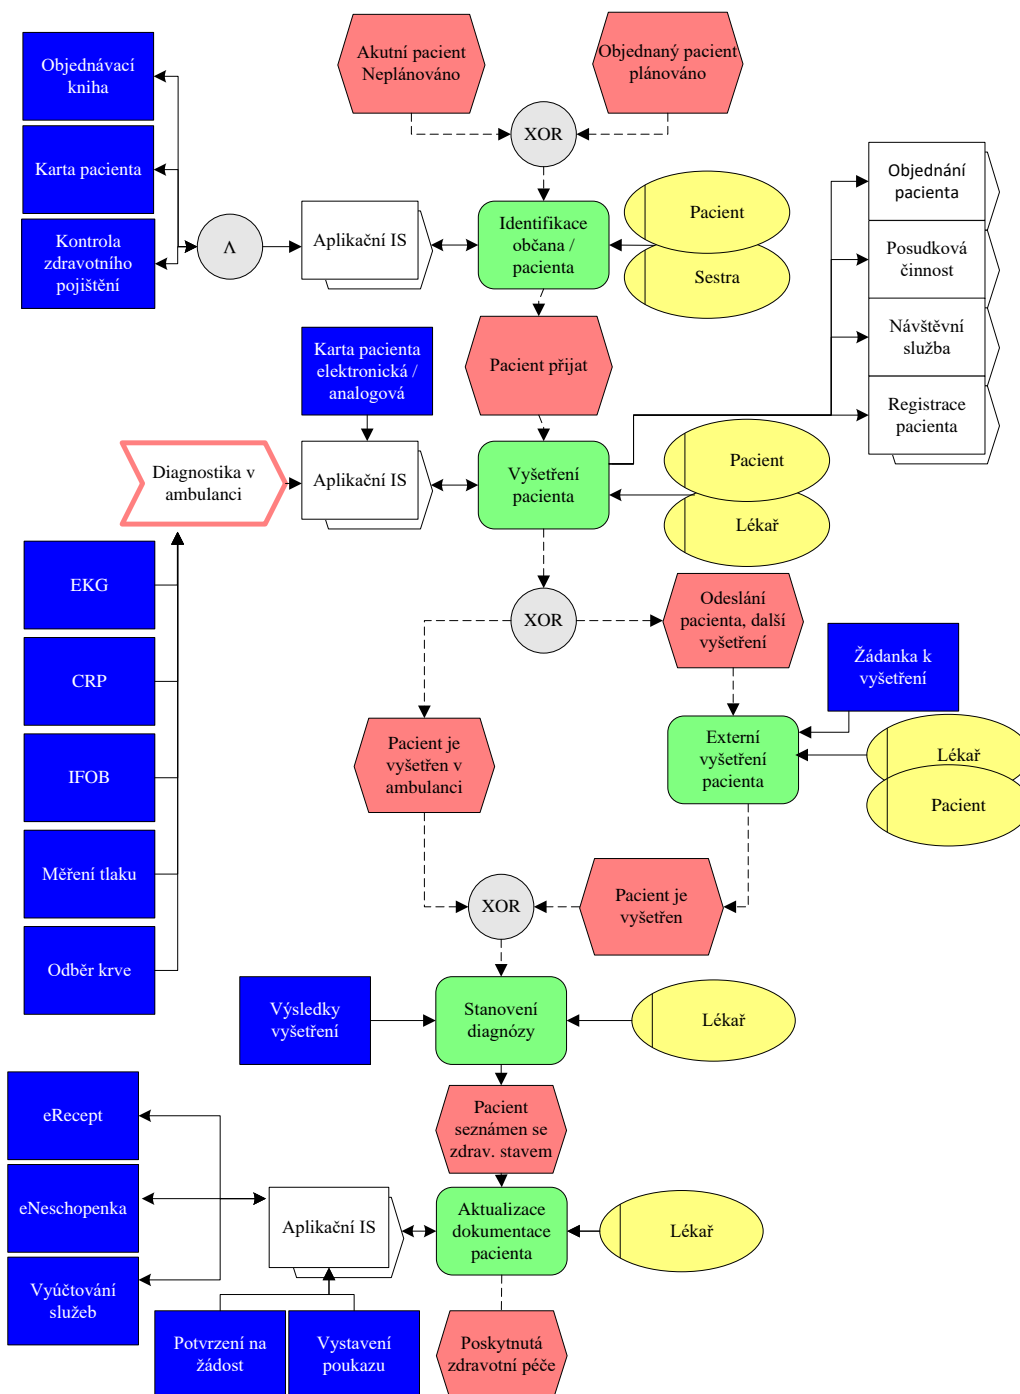 Akutní pacient
Neplánováno
Objednaný pacient
plánováno
Objednávací
kniha
XOR
Karta pacienta
Objednání
pacienta
Pacient
Identifikace
občana /
pacienta
Aplikační IS
Λ
Kontrola
zdravotního
pojištění
Sestra
Posudková
činnost
Návštěvní
služba
Karta pacienta
elektronická /
analogová
Pacient přijat
Registrace
pacienta
Diagnostika v
ambulanci
Aplikační IS
Vyšetření
pacienta
Pacient
Lékař
EKG
XOR
Odeslání
pacienta, další
vyšetření
CRP
Žádanka k
vyšetření
Pacient je
vyšetřen v
ambulanci
Externí
vyšetření
pacienta
Lékař
Pacient
IFOB
Měření tlaku
XOR
Pacient je
vyšetřen
Odběr krve
Výsledky
vyšetření
Stanovení
diagnózy
Lékař
eRecept
Pacient
seznámen se
zdrav. stavem
eNeschopenka
Aplikační IS
Aktualizace
dokumentace
pacienta
Lékař
Vyúčtování
služeb
Potvrzení na
žádost
Vystavení
poukazu
Poskytnutá
zdravotní péče